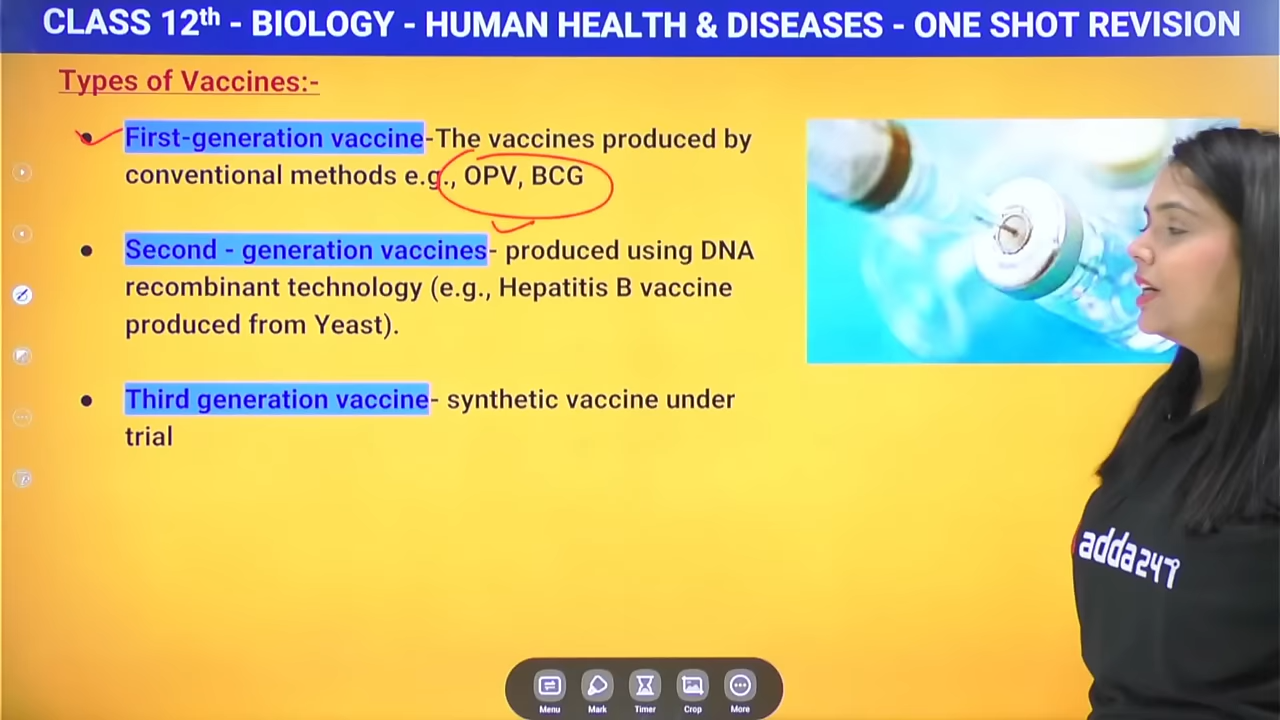 CLASS 12th - BIOLOGY - HUMAN HEALTH & DISEASES - ONE SHOT REVISION
Types of Vaccines:-
● First-generation vaccine-The vaccines produced by
conventional methods e.g., OPV, BCG
● Second - generation vaccines- produced using DNA
recombinant technology (e.g., Hepatitis B vaccine
produced from Yeast).
● Third generation vaccine- synthetic vaccine under
trial
adda247
Menu Mark Timer Crop More